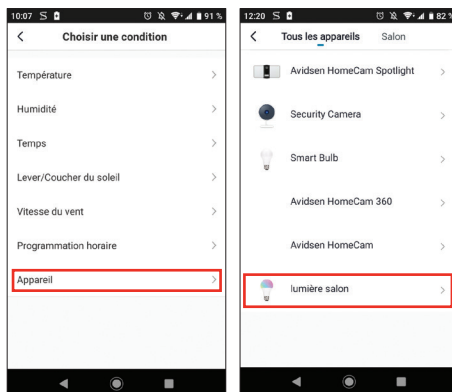 10:07 S 91 %
Choisir une condition
Température
Humidité
Temps
Lever/Coucher du soleil
Vitesse du vent
Programmation horaire
Appareil
12:20 S 82 %
Tous les appareils Salon
Avidsen HomeCam Spotlight
Security Camera
Smart Bulb
Avidsen HomeCam 360
Avidsen HomeCam
lumière salon